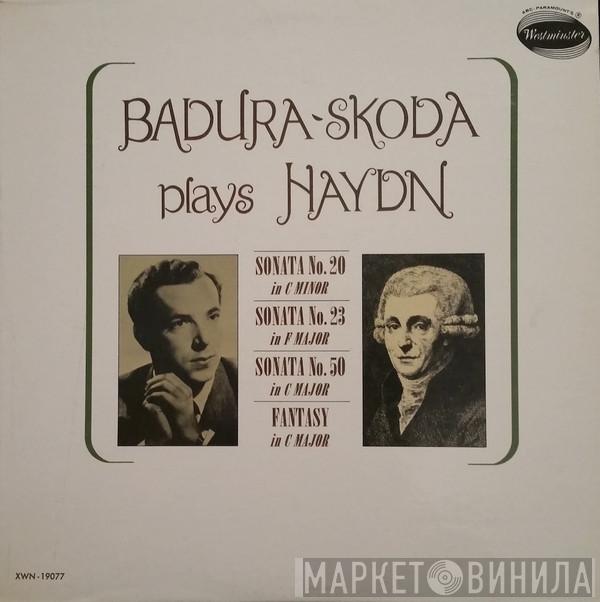 ABC-PARAMOUNT'S
Westminster
BADURA-SKODA
plays HAYDN
SONATA No. 20
in C MINOR
SONATA No. 23
in F MAJOR
SONATA No. 50
in C MAJOR
FANTASY
in C MAJOR
XWN-19077
МАРКЕТ ВИНИЛА